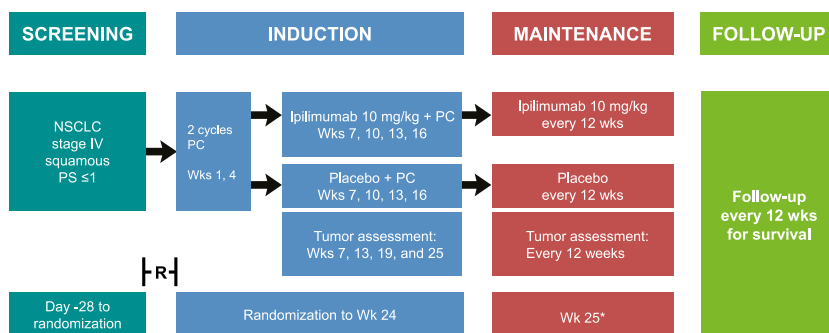 SCREENING
INDUCTION
MAINTENANCE
FOLLOW-UP
NSCLC
stage IV
squamous
PS ≤1
2 cycles
PC
Wks 1, 4
Ipilimumab 10 mg/kg + PC
Wks 7, 10, 13, 16
Ipilimumab 10 mg/kg
every 12 wks
Placebo + PC
Wks 7, 10, 13, 16
Placebo
every 12 wks
Tumor assessment:
Wks 7, 13, 19, and 25
Tumor assessment:
Every 12 weeks
Follow-up
every 12 wks
for survival
R
Day -28 to
randomization
Randomization to Wk 24
Wk 25*